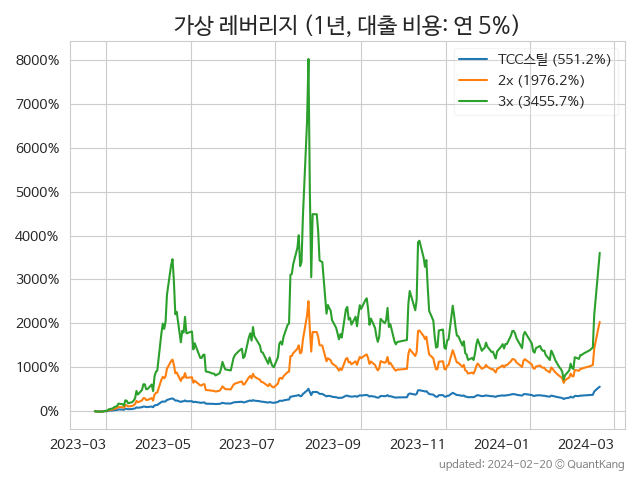 가상 레버리지 (1년, 대출 비용: 연 5%)
TCC스틸 (551.2%)
2x (1976.2%)
3x (3455.7%)
8000%
7000%
6000%
5000%
4000%
3000%
2000%
1000%
0%
2023-03 2023-05 2023-07 2023-09 2023-11 2024-01 2024-03
updated: 2024-02-20 © QuantKang